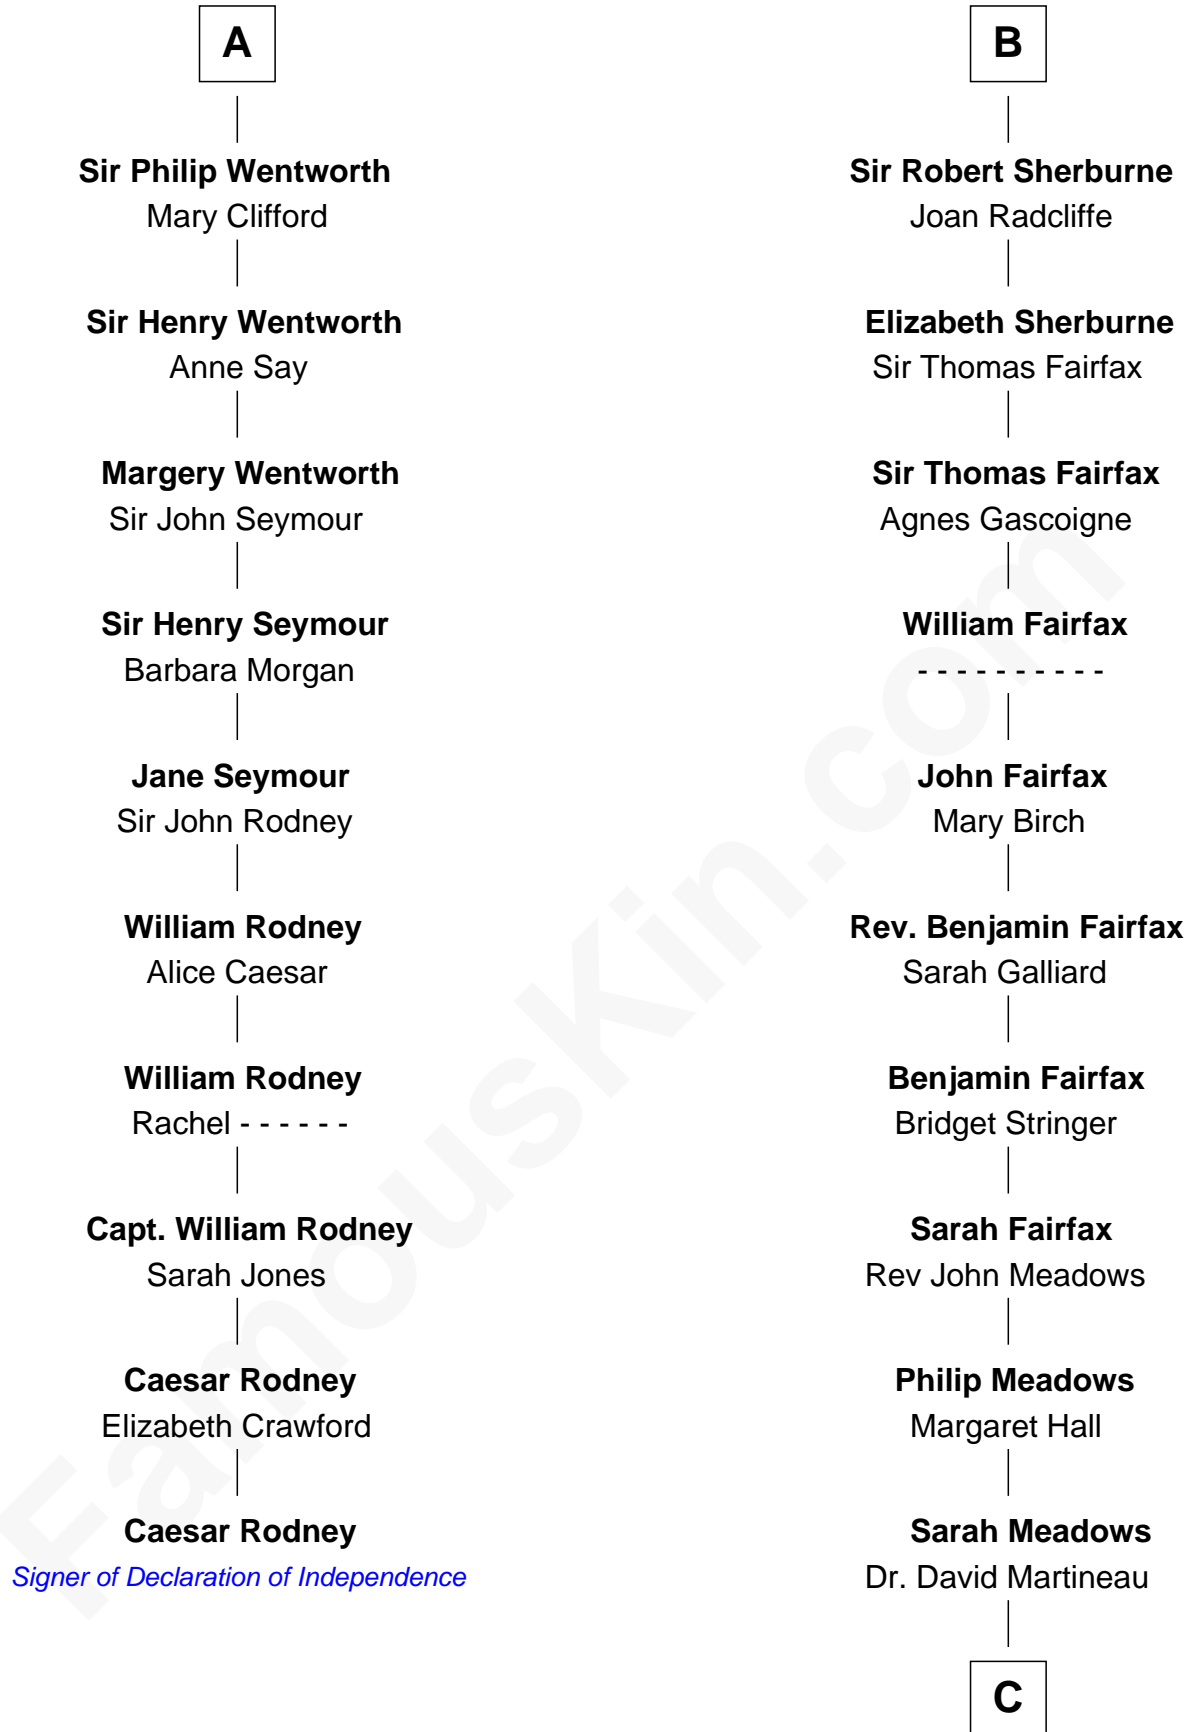 A
Sir Philip Wentworth
Mary Clifford
Sir Henry Wentworth
Anne Say
Margery Wentworth
Sir John Seymour
Sir Henry Seymour
Barbara Morgan
Jane Seymour
Sir John Rodney
William Rodney
Alice Caesar
William Rodney
Rachel - - - - - -
Capt. William Rodney
Sarah Jones
Caesar Rodney
Elizabeth Crawford
Caesar Rodney
Signer of Declaration of Independence
B
Sir Robert Sherburne
Joan Radcliffe
Elizabeth Sherburne
Sir Thomas Fairfax
Sir Thomas Fairfax
Agnes Gascoigne
William Fairfax
- - - - - - - - - -
John Fairfax
Mary Birch
Rev. Benjamin Fairfax
Sarah Galliard
Benjamin Fairfax
Bridget Stringer
Sarah Fairfax
Rev John Meadows
Philip Meadows
Margaret Hall
Sarah Meadows
Dr. David Martineau
C
FamousKin.com